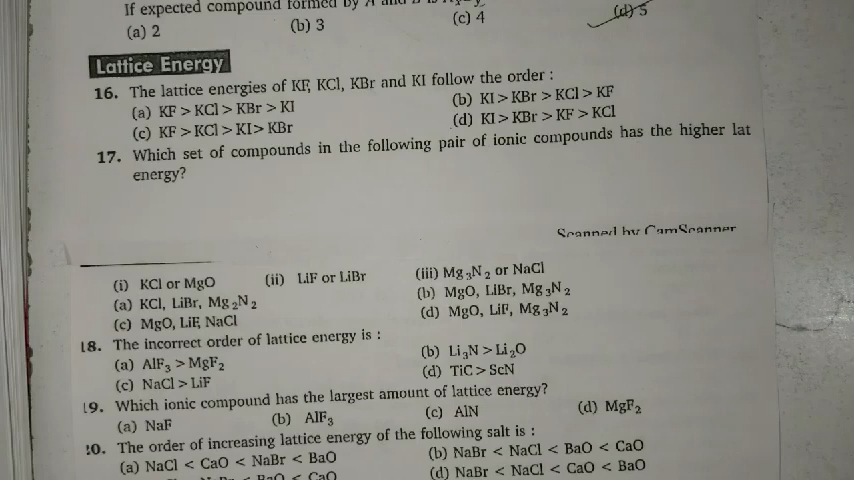 If expected compound formed by A and B is
(a) 2 (b) 3 (c) 4 (d) 5
Lattice Energy
16. The lattice energies of KF, KCl, KBr and KI follow the order :
(a) KF > KCl > KBr > KI (b) KI > KBr > KCl > KF
(c) KF > KCl > KI> KBr (d) KI > KBr > KF > KCl
17. Which set of compounds in the following pair of ionic compounds has the higher lat
energy?
Scanned by CamScanner
(i) KCl or MgO (ii) LiF or LiBr (iii) Mg₃N₂ or NaCl
(a) KCl, LiBr, Mg₂N₂ (b) MgO, LiBr, Mg₃N₂
(c) MgO, LiF, NaCl (d) MgO, LiF, Mg₃N₂
18. The incorrect order of lattice energy is :
(a) AlF₃ > MgF₂ (b) Li₃N > Li₂O
(c) NaCl > LiF (d) TiC > ScN
19. Which ionic compound has the largest amount of lattice energy?
(a) NaF (b) AlF₃ (c) AlN (d) MgF₂
20. The order of increasing lattice energy of the following salt is :
(a) NaCl < CaO < NaBr < BaO (b) NaBr < NaCl < BaO < CaO
< BaO < CaO (d) NaBr < NaCl < CaO < BaO